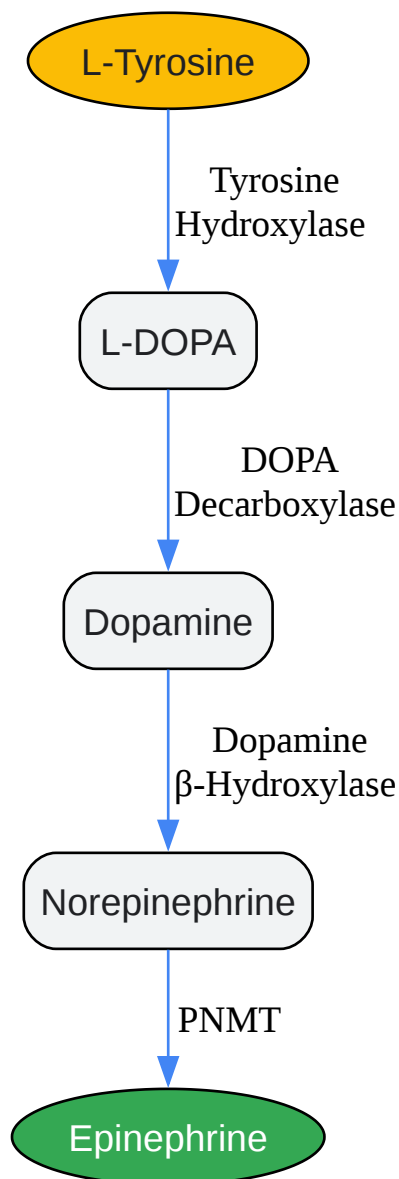 L-Tyrosine
Tyrosine
Hydroxylase
L-DOPA
DOPA
Decarboxylase
Dopamine
Dopamine
β-Hydroxylase
Norepinephrine
PNMT
Epinephrine